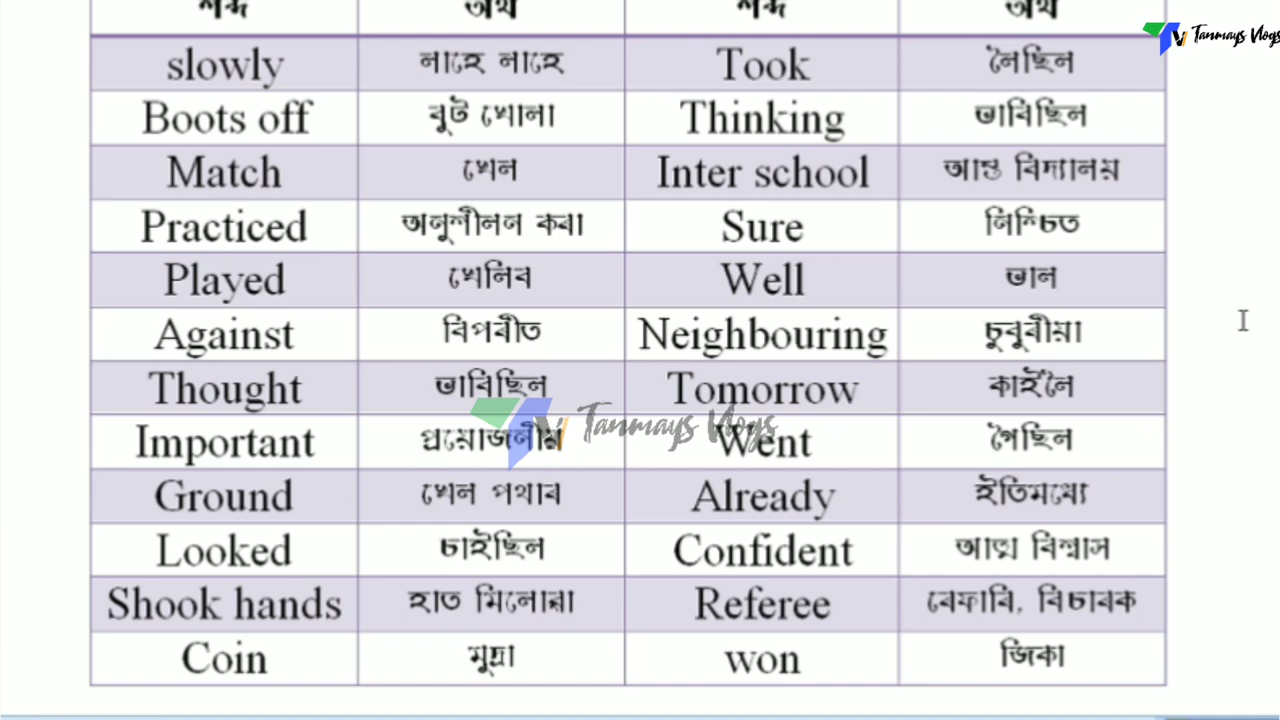 শব্দ অৰ্থ শব্দ অৰ্থ
Tanmays Vlogs
slowly লাহে লাহে Took লৈছিল
Boots off বুট খোলা Thinking ভাবিছিল
Match খেল Inter school আন্ত বিদ্যালয়
Practiced অনুশীলন কৰা Sure নিশ্চিত
Played খেলিব Well ভাল
Against বিপৰীত Neighbouring চুবুৰীয়া
Thought ভাবিছিল Tomorrow কাইলৈ
Tanmays Vlogs
Important প্ৰয়োজনীয় Went গৈছিল
Ground খেল পথাৰ Already ইতিমধ্যে
Looked চাইছিল Confident আত্ম বিশ্বাস
Shook hands হাত মিলোৱা Referee ৰেফাৰি, বিচাৰক
Coin মুদ্ৰা won জিকা